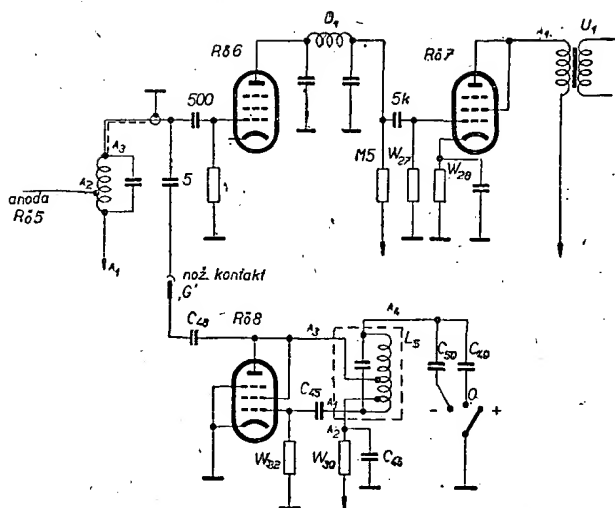 D₁
U₁
Rö6
Rö7
A₁
500
5k
A₃
M5
W₂₇
W₂₈
5
A₂
anoda
Rö5
A₁
nož. kontakt
„G“
C₄₈
Rö8
A₃
A₄
L₅
C₅₀
C₄₀
C₄₅
A₁
Q
- +
A₂
W₃₂
W₃₀
C₄₆